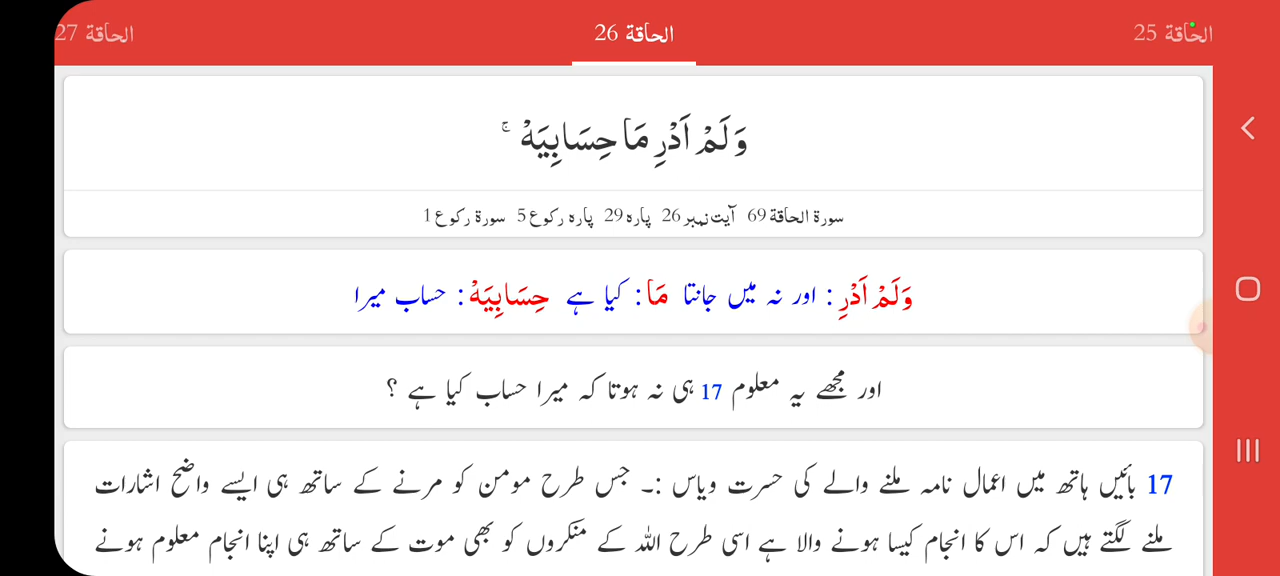 الحاقة 25
الحاقة 26
الحاقة 27
وَلَمْ اَدْرِ مَا حِسَابِيَهْ ۚ
سورة الحاقة 69 آیت نمبر 26 پارہ 29 پارہ رکوع 5 سورۃ رکوع 1
وَلَمْ اَدْرِ : اور نہ میں جانتا مَا : کیا ہے حِسَابِيَهْ : حساب میرا
اور مجھے یہ معلوم 17 ہی نہ ہوتا کہ میرا حساب کیا ہے ؟
17 بائیں ہاتھ میں اعمال نامہ ملنے والے کی حسرت ویاس :۔ جس طرح مومن کو مرنے کے ساتھ ہی ایسے واضح اشارات
ملنے لگتے ہیں کہ اس کا انجام کیسا ہونے والا ہے اسی طرح اللہ کے منکروں کو بھی موت کے ساتھ ہی اپنا انجام معلوم ہونے